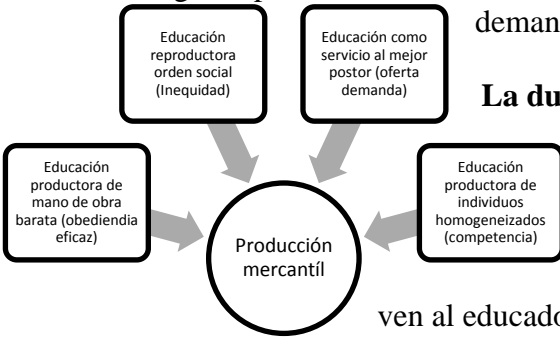 deman
Educación
reproductora
orden social
(Inequidad)
Educación como
servicio al mejor
postor (oferta
demanda)
La du
Educación
productora de
mano de obra
barata (obediendia
eficaz)
Educación
productora de
individuos
homogeneizados
(competencia)
Producción
mercantíl
ven al educado